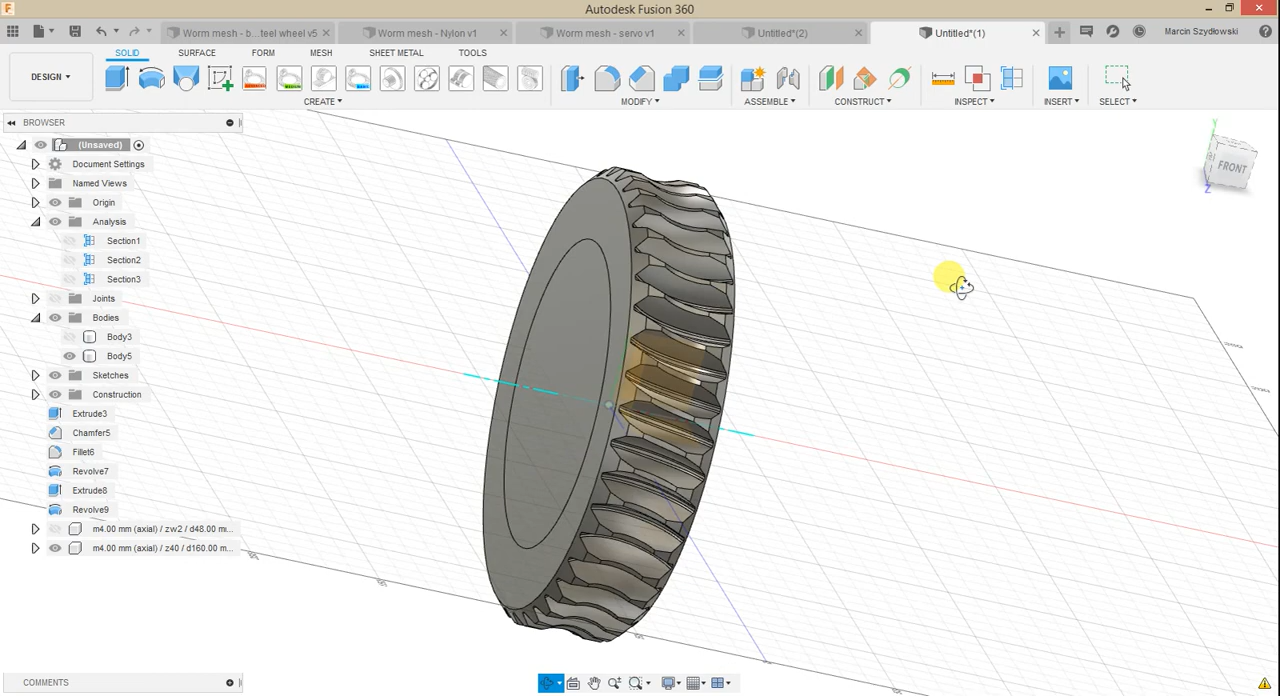 Autodesk Fusion 360
Worm mesh - b...teel wheel v5
Worm mesh - Nylon v1
Worm mesh - servo v1
Untitled*(2)
Untitled*(1)
Marcin Szydłowski
DESIGN
SOLID SURFACE FORM MESH SHEET METAL TOOLS
CREATE MODIFY ASSEMBLE CONSTRUCT INSPECT INSERT SELECT
BROWSER
(Unsaved)
Document Settings
Named Views
Origin
Analysis
Section1
Section2
Section3
Joints
Bodies
Body3
Body5
Sketches
Construction
Extrude3
Chamfer5
Fillet6
Revolve7
Extrude8
Revolve9
m4.00 mm (axial) / zw2 / d48.00 m...
m4.00 mm (axial) / z40 / d160.00 m...
FRONT
Y
Z
COMMENTS